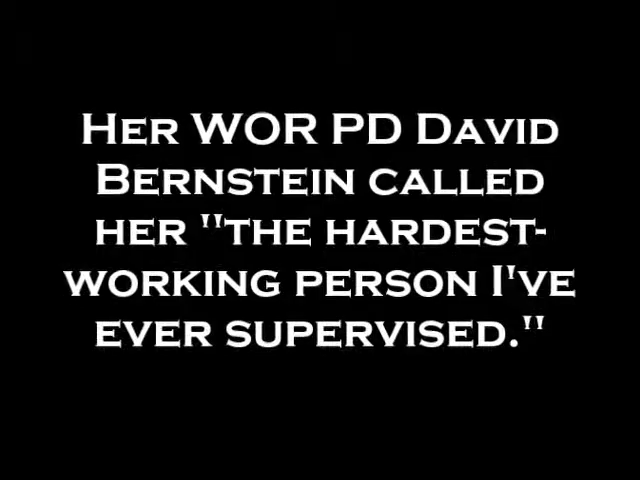 Her WOR PD David
Bernstein called
her "the hardest-
working person I've
ever supervised."